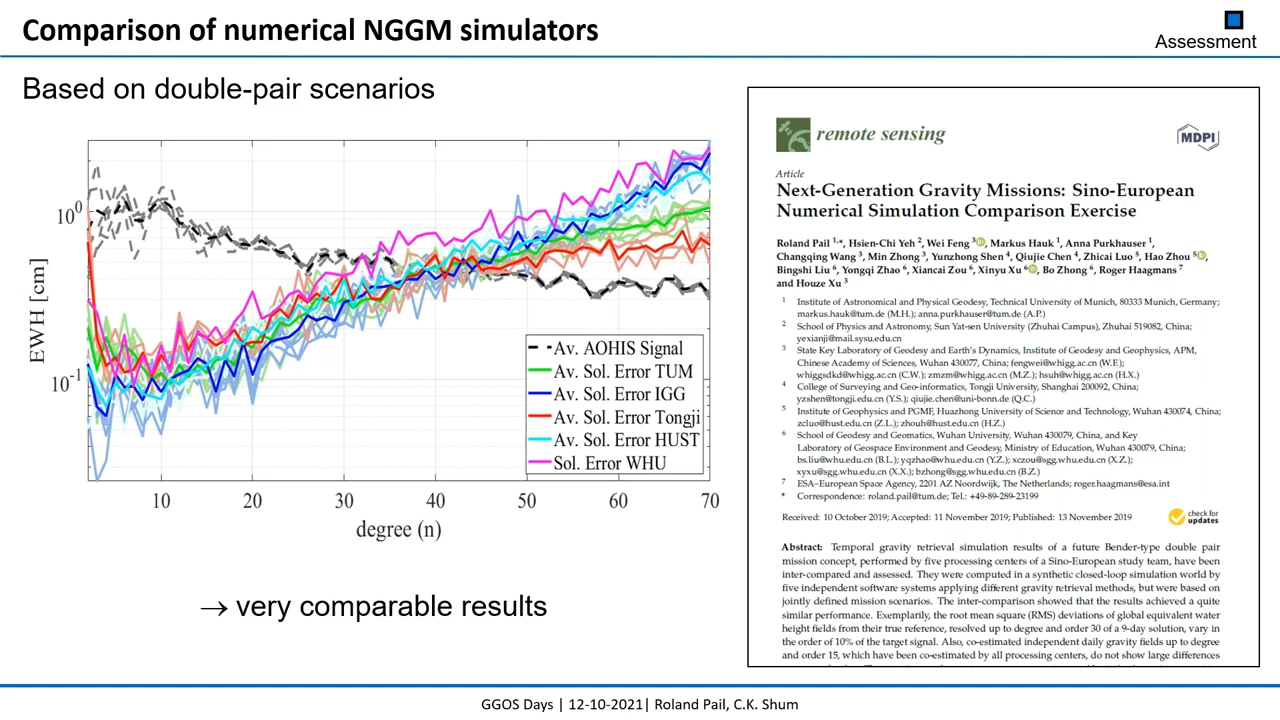 Comparison of numerical NGGM simulators
Assessment
Based on double-pair scenarios
EWH [cm]
10⁰
10⁻¹
Av. AOHIS Signal
Av. Sol. Error TUM
Av. Sol. Error IGG
Av. Sol. Error Tongji
Av. Sol. Error HUST
Sol. Error WHU
10 20 30 40 50 60 70
degree (n)
→ very comparable results
remote sensing
MDPI
Article
Next-Generation Gravity Missions: Sino-European
Numerical Simulation Comparison Exercise
Roland Pail 1,*, Hsien-Chi Yeh 2, Wei Feng 3, Markus Hauk 1, Anna Purkhauser 1,
Changqing Wang 3, Min Zhong 3, Yunzhong Shen 4, Qiujie Chen 4, Zhicai Luo 5, Hao Zhou 5,
Bingshi Liu 6, Yongqi Zhao 6, Xiancai Zou 6, Xinyu Xu 6, Bo Zhong 6, Roger Haagmans 7
and Houze Xu 3
1 Institute of Astronomical and Physical Geodesy, Technical University of Munich, 80333 Munich, Germany;
markus.hauk@tum.de (M.H.); anna.purkhauser@tum.de (A.P.)
2 School of Physics and Astronomy, Sun Yat-sen University (Zhuhai Campus), Zhuhai 519082, China;
yexianji@mail.sysu.edu.cn
3 State Key Laboratory of Geodesy and Earth's Dynamics, Institute of Geodesy and Geophysics, APM,
Chinese Academy of Sciences, Wuhan 430077, China; fengwei@whigg.ac.cn (W.F.);
whiggsdkd@whigg.ac.cn (C.W.); zmzm@whigg.ac.cn (M.Z.); hsuh@whigg.ac.cn (H.X.)
4 College of Surveying and Geo-informatics, Tongji University, Shanghai 200092, China;
yzshen@tongji.edu.cn (Y.S.); qiujie.chen@uni-bonn.de (Q.C.)
5 Institute of Geophysics and PGMF, Huazhong University of Science and Technology, Wuhan 430074, China;
zcluo@hust.edu.cn (Z.L.); zhouh@hust.edu.cn (H.Z.)
6 School of Geodesy and Geomatics, Wuhan University, Wuhan 430079, China, and Key
Laboratory of Geospace Environment and Geodesy, Ministry of Education, Wuhan 430079, China;
bs.liu@whu.edu.cn (B.L.); yqzhao@whu.edu.cn (Y.Z.); xczou@sgg.whu.edu.cn (X.Z.);
xyxu@sgg.whu.edu.cn (X.X.); bzhong@sgg.whu.edu.cn (B.Z.)
7 ESA–European Space Agency, 2201 AZ Noordwijk, The Netherlands; roger.haagmans@esa.int
* Correspondence: roland.pail@tum.de; Tel.: +49-89-289-23199
Received: 10 October 2019; Accepted: 11 November 2019; Published: 13 November 2019
check for
updates
Abstract: Temporal gravity retrieval simulation results of a future Bender-type double pair
mission concept, performed by five processing centers of a Sino-European study team, have been
inter-compared and assessed. They were computed in a synthetic closed-loop simulation world by
five independent software systems applying different gravity retrieval methods, but were based on
jointly defined mission scenarios. The inter-comparison showed that the results achieved a quite
similar performance. Exemplarily, the root mean square (RMS) deviations of global equivalent water
height fields from their true reference, resolved up to degree and order 30 of a 9-day solution, vary in
the order of 10% of the target signal. Also, co-estimated independent daily gravity fields up to degree
and order 15, which have been co-estimated by all processing centers, do not show large differences
GGOS Days | 12-10-2021| Roland Pail, C.K. Shum